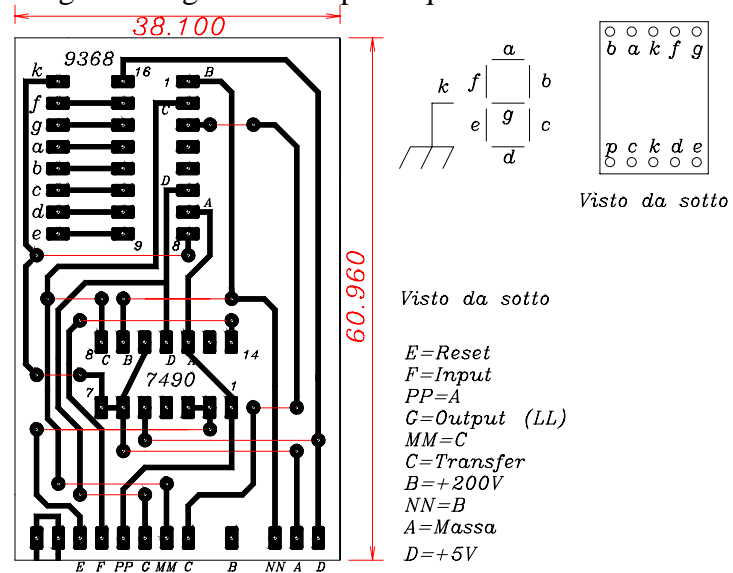 38.100
9368
k
16
1
B
f
C
g
a
b
c
D
d
A
e
9
8
60.960
8
C
B
D
A
14
7490
7
1
E F PP G MM C B NN A D
k
a
f
b
g
e
c
d
b a k f g
p c k d e
Visto da sotto
Visto da sotto
E=Reset
F=Input
PP=A
G=Output (LL)
MM=C
C=Transfer
B=+200V
NN=B
A=Massa
D=+5V